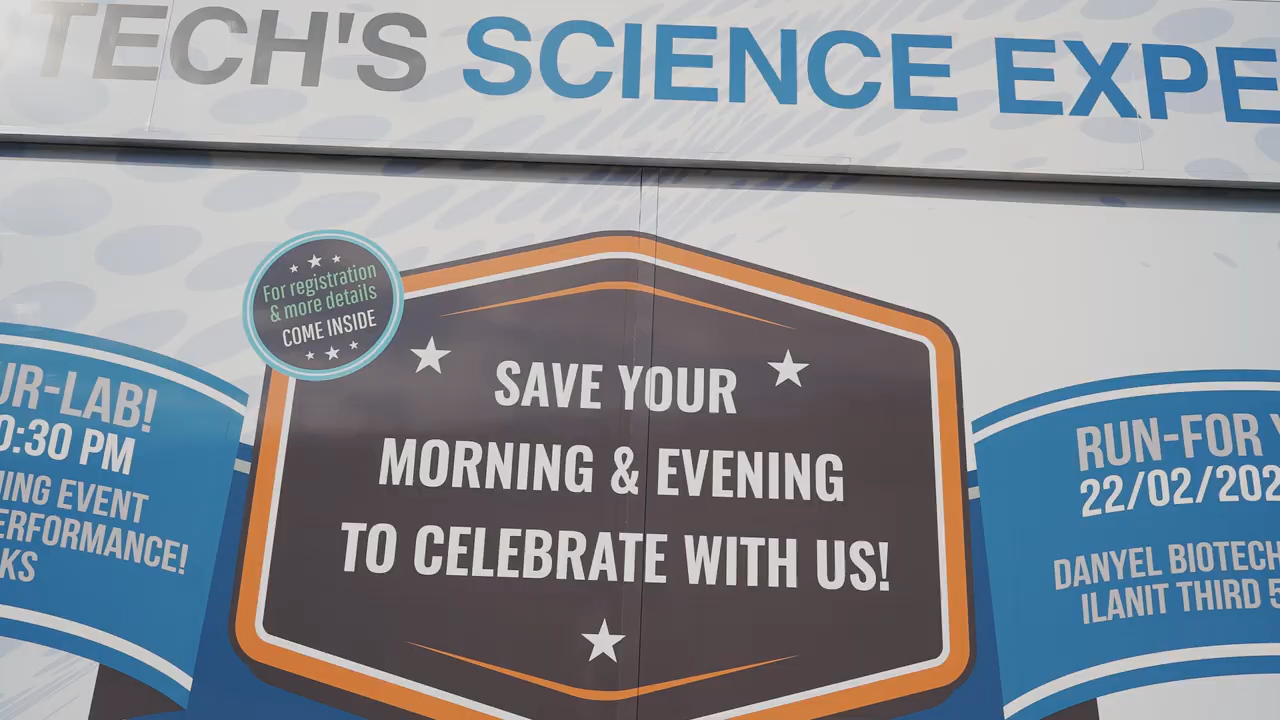 TECH'S SCIENCE EXPE
For registration
& more details
COME INSIDE
SAVE YOUR
MORNING & EVENING
TO CELEBRATE WITH US!
UR-LAB!
0:30 PM
ING EVENT
ERFORMANCE!
KS
RUN-FOR Y
22/02/202
DANYEL BIOTECH
ILANIT THIRD 5